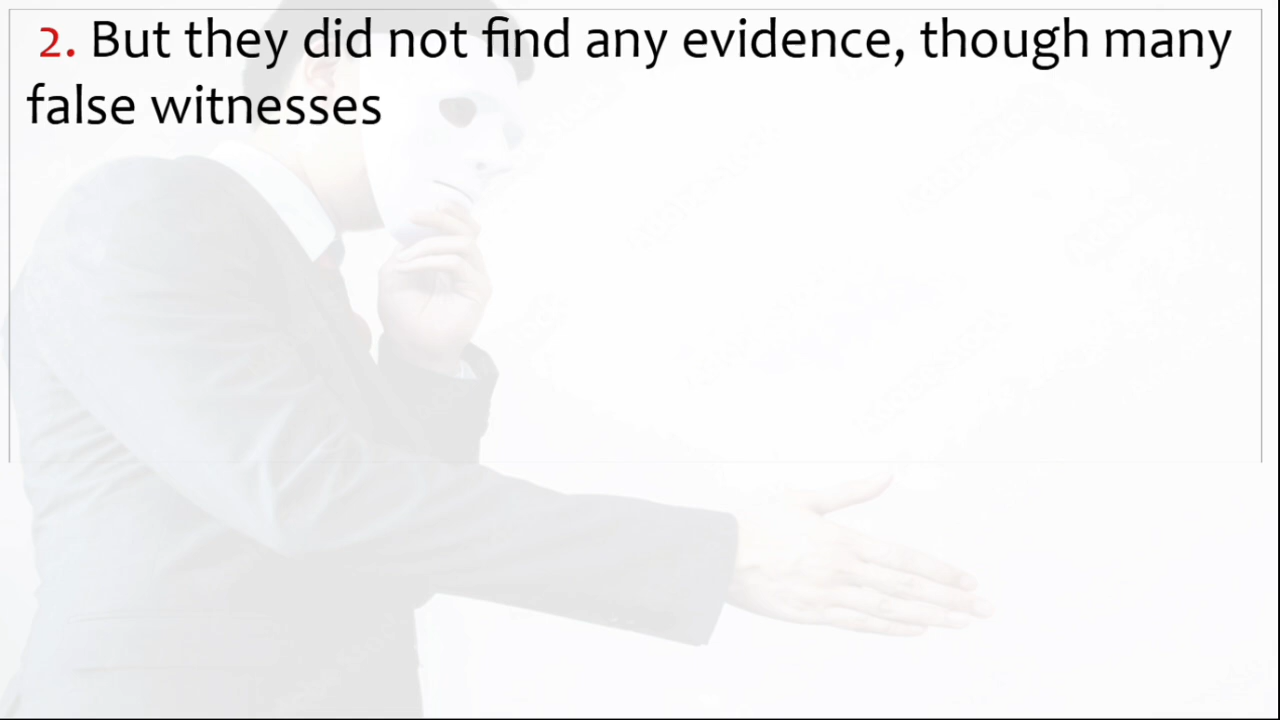 2. But they did not find any evidence, though many
false witnesses